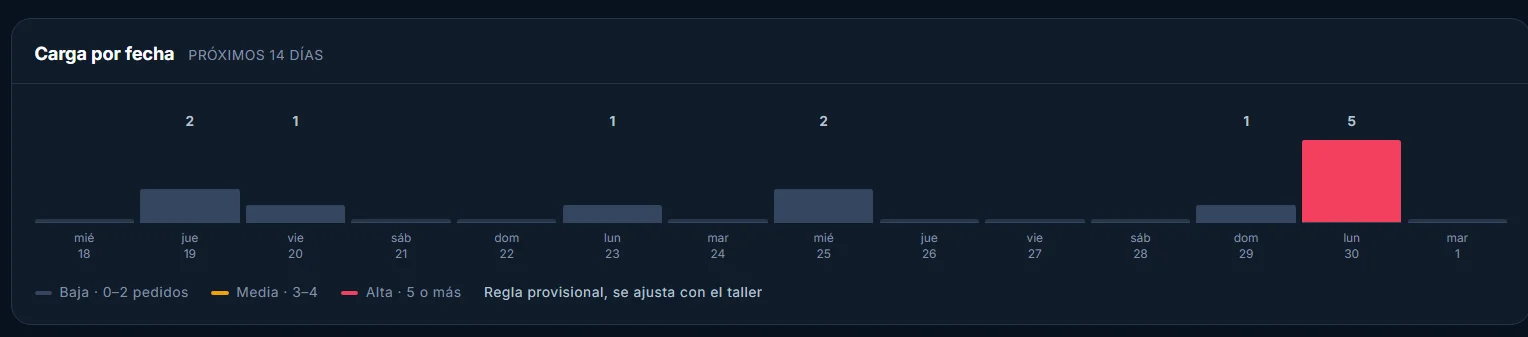 Carga por fecha PRÓXIMOS 14 DÍAS
2 1 1 2 1 5
mié jue vie sáb dom lun mar mié jue vie sáb dom lun mar
18 19 20 21 22 23 24 25 26 27 28 29 30 1
Baja · 0–2 pedidos Media · 3–4 Alta · 5 o más Regla provisional, se ajusta con el taller